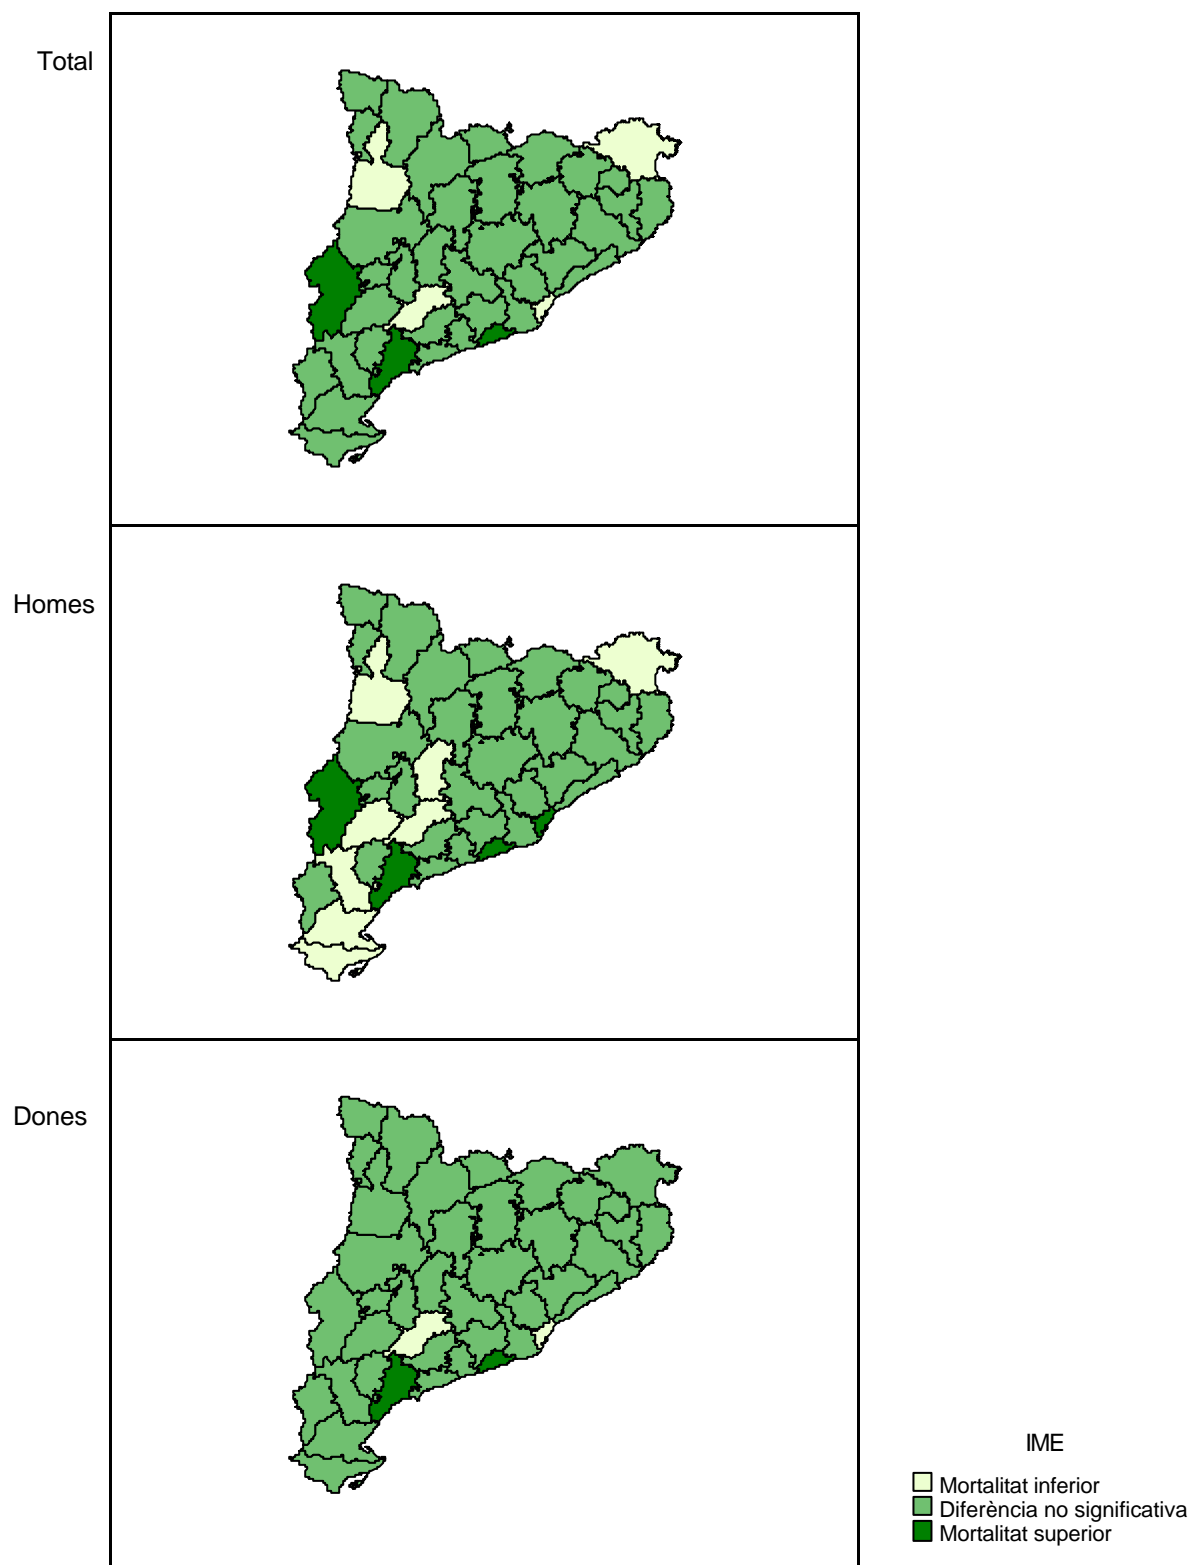 Total
Homes
Dones
IME
Mortalitat inferior
Diferència no significativa
Mortalitat superior